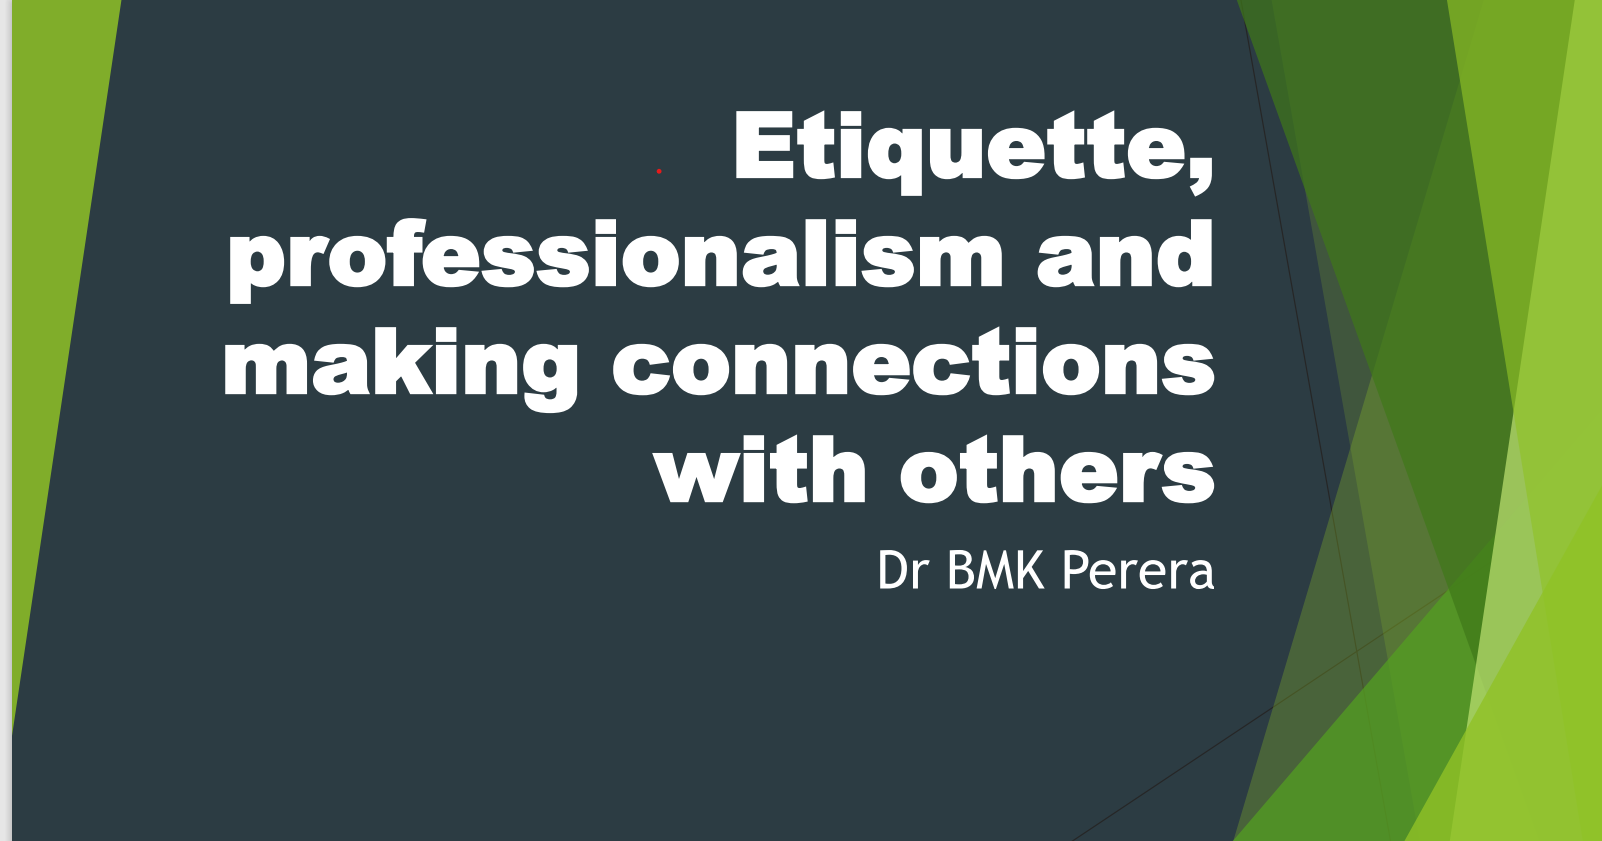 Etiquette,
professionalism and
making connections
with others
Dr BMK Perera